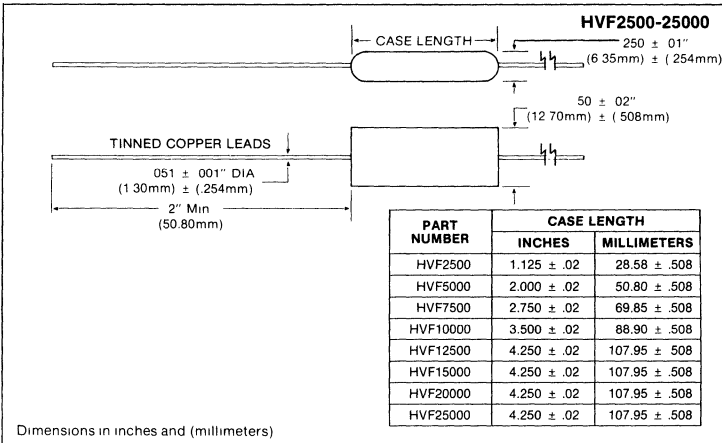 HVF2500-25000
CASE LENGTH
250 ± 01"
(6 35mm) ± ( 254mm)
50 ± 02"
(12 70mm) ± ( 508mm)
TINNED COPPER LEADS
051 ± 001" DIA
(1 30mm) ± (.254mm)
2" Min
(50.80mm)
PART NUMBER CASE LENGTH
INCHES MILLIMETERS
HVF2500 1.125 ± .02 28.58 ± .508
HVF5000 2.000 ± .02 50.80 ± .508
HVF7500 2.750 ± .02 69.85 ± .508
HVF10000 3.500 ± .02 88.90 ± .508
HVF12500 4.250 ± .02 107.95 ± .508
HVF15000 4.250 ± .02 107.95 ± .508
HVF20000 4.250 ± .02 107.95 ± .508
HVF25000 4.250 ± .02 107.95 ± .508
Dimensions in inches and (millimeters)